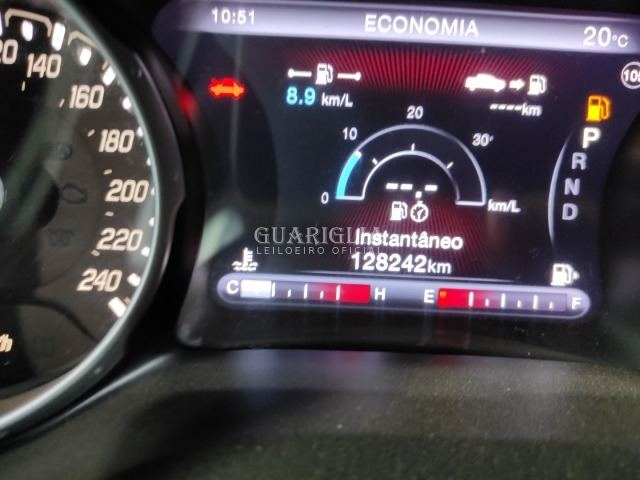 10:51 ECONOMIA 20°C
8.9 km/L
----km
0 10 20 30 km/L
--.-
P
R
N
D
Instantâneo
128242km
C H E F
120
140
160
180
200
220
240
GUARIGLIA
LEILOEIRO OFICIAL